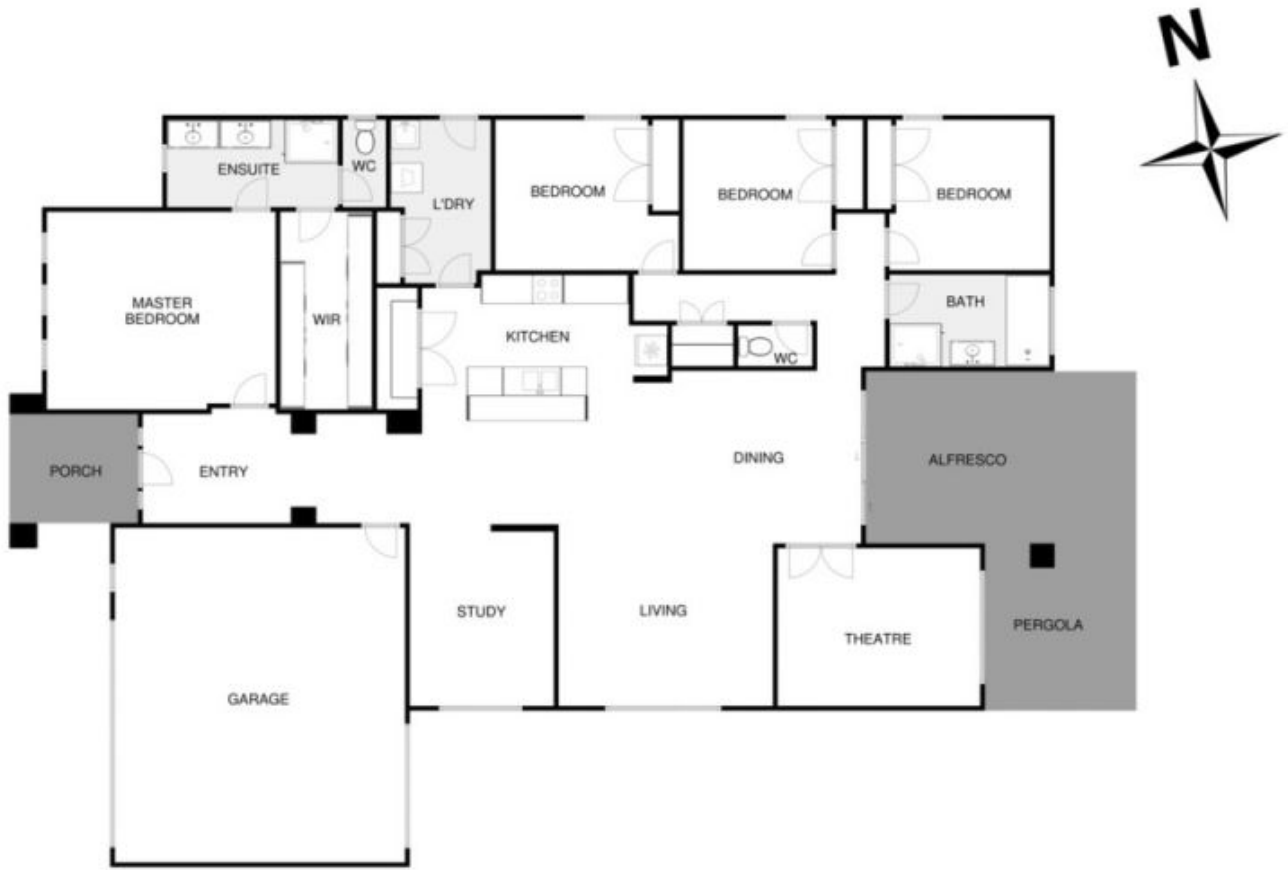 N
WC
ENSUITE
L'DRY
BEDROOM
BEDROOM
BEDROOM
MASTER
BEDROOM
WIR
BATH
KITCHEN
WC
PORCH
ENTRY
DINING
ALFRESCO
STUDY
LIVING
THEATRE
PERGOLA
GARAGE